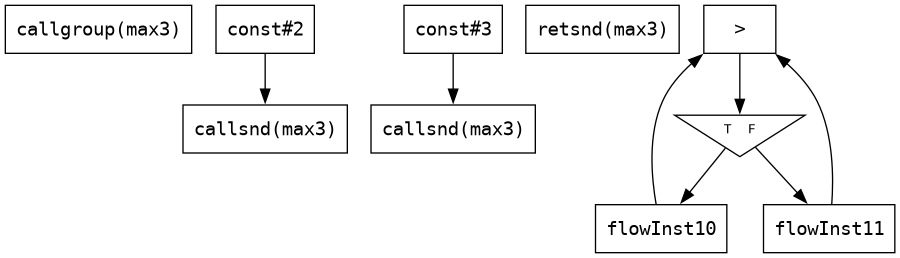 callgroup(max3)
const#2
const#3
retsnd(max3)
>
callsnd(max3)
callsnd(max3)
T F
flowInst10
flowInst11